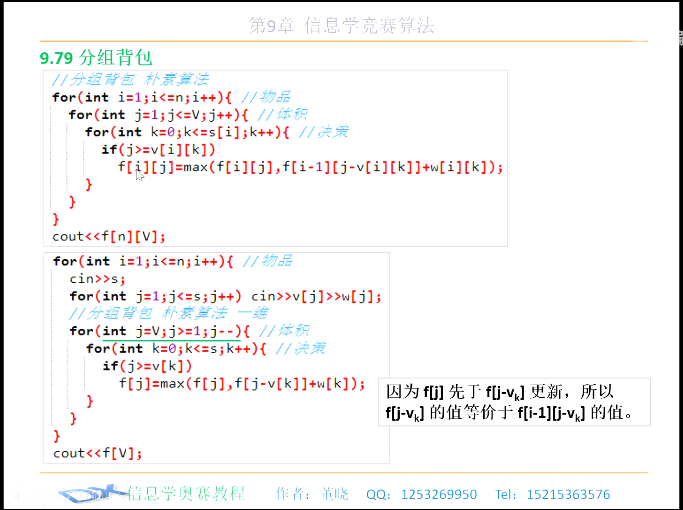 第9章 信息学竞赛算法
9.79 分组背包
//分组背包 朴素算法
for(int i=1;i<=n;i++){ //物品
for(int j=1;j<=V;j++){ //体积
for(int k=0;k<=s[i];k++){ //决策
if(j>=v[i][k])
f[i][j]=max(f[i][j],f[i-1][j-v[i][k]]+w[i][k]);
}
}
}
cout<<f[n][V];
for(int i=1;i<=n;i++){ //物品
cin>>s;
for(int j=1;j<=s;j++) cin>>v[j]>>w[j];
//分组背包 朴素算法 一维
for(int j=V;j>=1;j--){ //体积
for(int k=0;k<=s;k++){ //决策
if(j>=v[k])
f[j]=max(f[j],f[j-v[k]]+w[k]);
}
}
}
cout<<f[V];
因为 f[j] 先于 f[j-vk] 更新，所以
f[j-vk] 的值等价于 f[i-1][j-vk] 的值。
信息学奥赛教程 作者：董晓 QQ：1253269950 Tel：15215363576